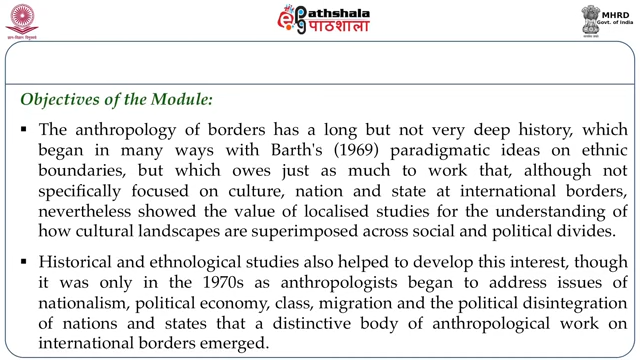 Pathshala
पाठशाला
MHRD
Govt. of India
Objectives of the Module:
▪ The anthropology of borders has a long but not very deep history, which
began in many ways with Barth's (1969) paradigmatic ideas on ethnic
boundaries, but which owes just as much to work that, although not
specifically focused on culture, nation and state at international borders,
nevertheless showed the value of localised studies for the understanding of
how cultural landscapes are superimposed across social and political divides.
▪ Historical and ethnological studies also helped to develop this interest, though
it was only in the 1970s as anthropologists began to address issues of
nationalism, political economy, class, migration and the political disintegration
of nations and states that a distinctive body of anthropological work on
international borders emerged.